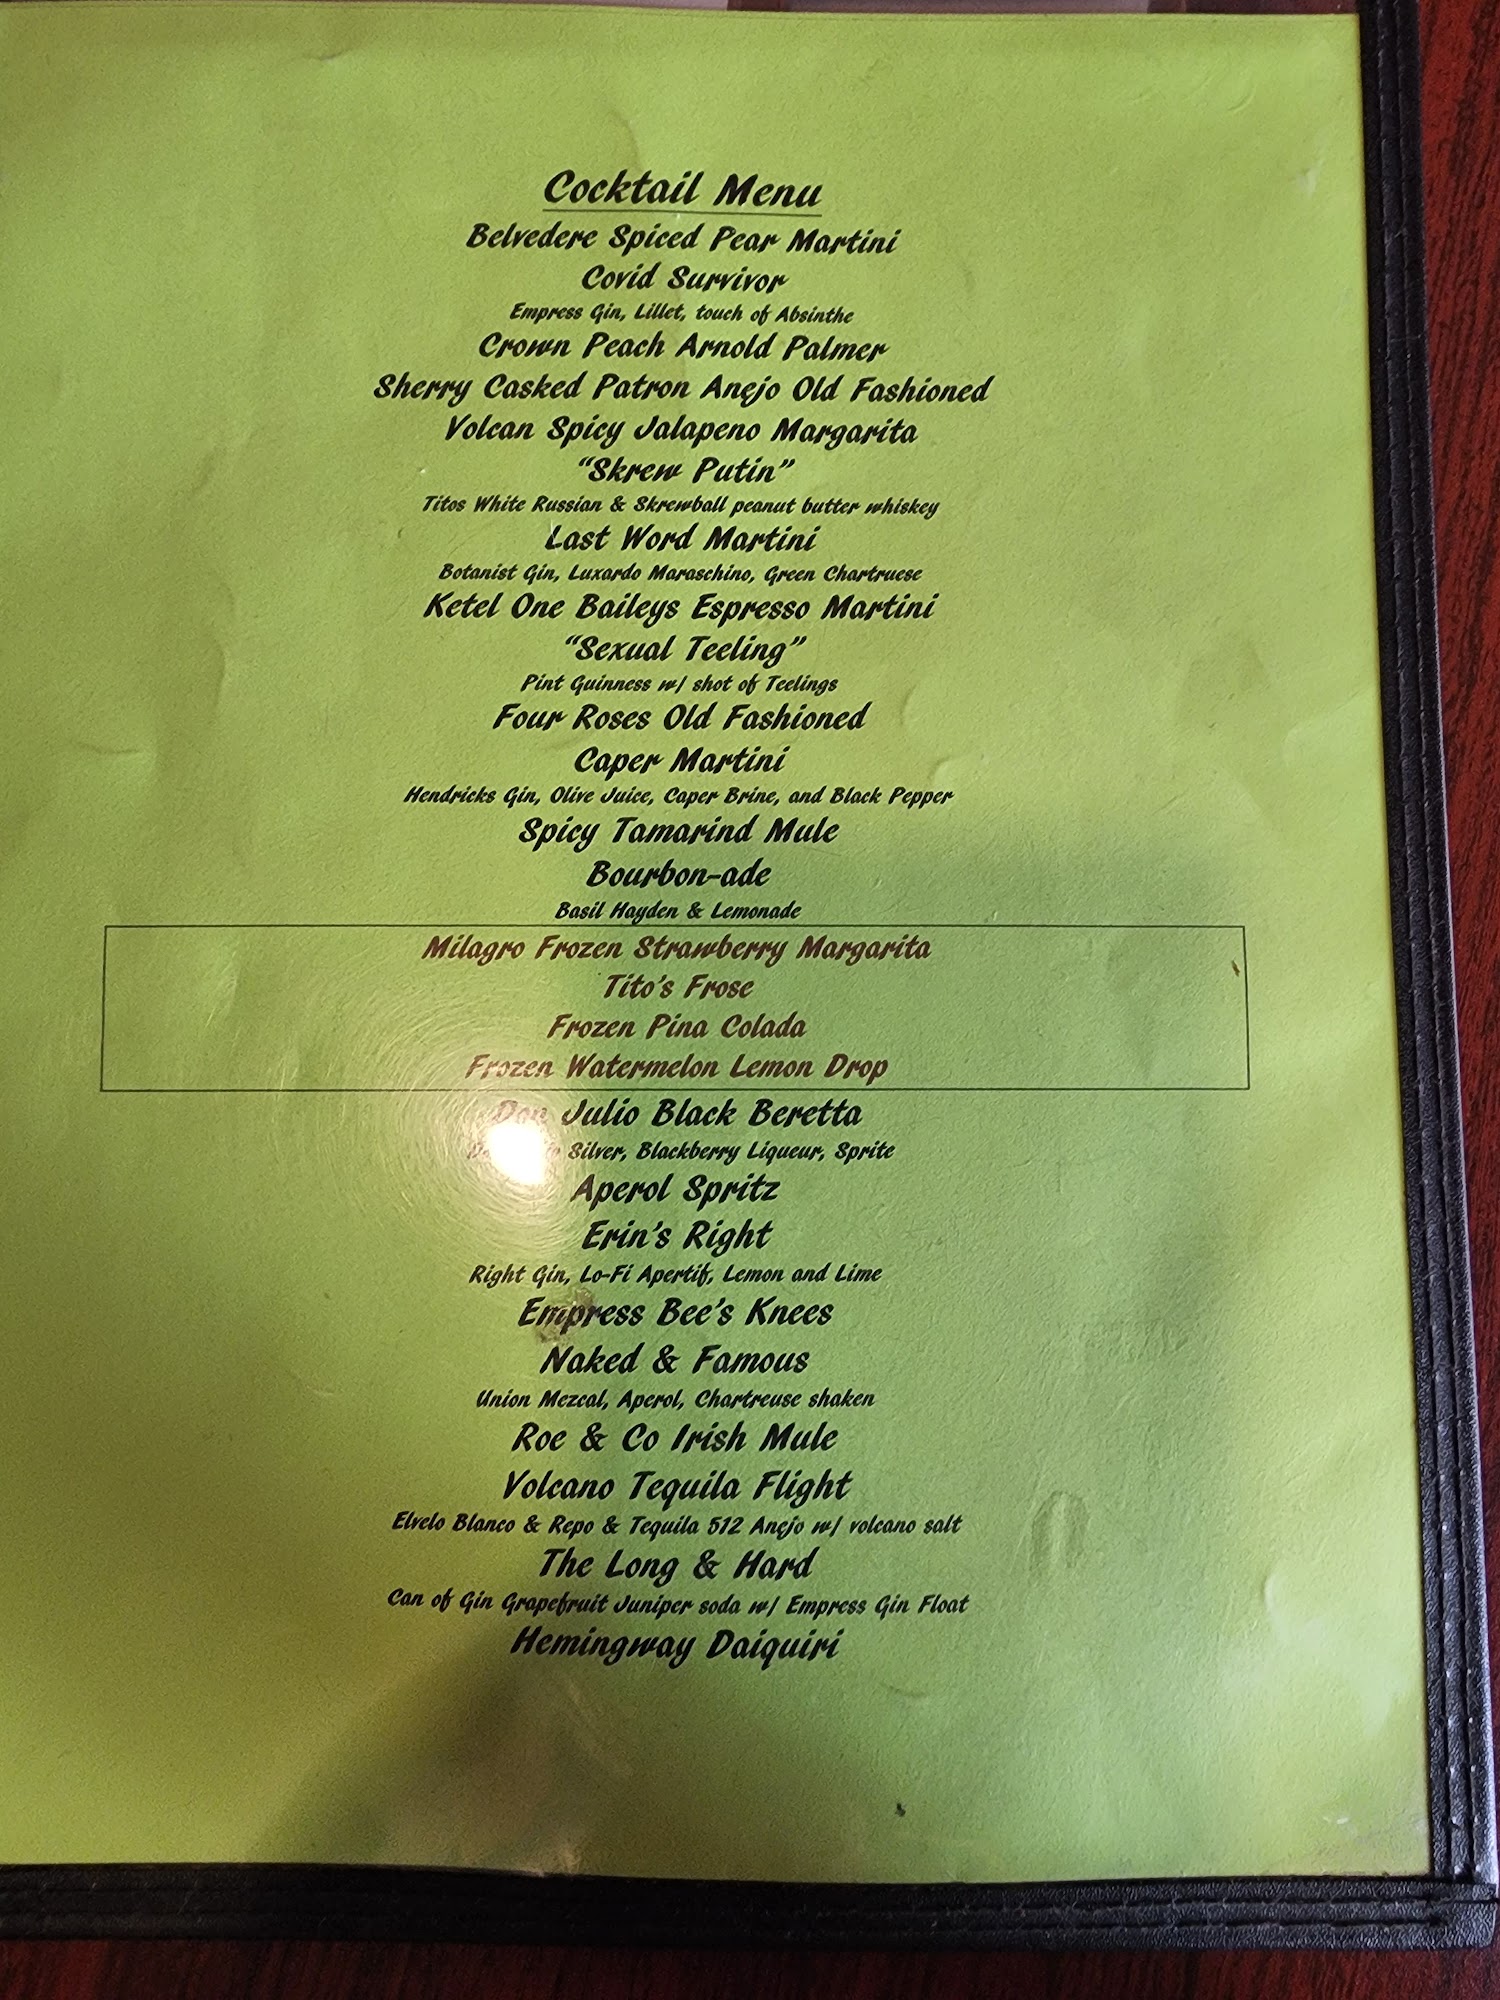 Cocktail Menu
Belvedere Spiced Pear Martini
Covid Survivor
Empress Gin, Lillet, touch of Absinthe
Crown Peach Arnold Palmer
Sherry Casked Patron Anejo Old Fashioned
Volcan Spicy Jalapeno Margarita
“Skrew Putin”
Titos White Russian & Skrewball peanut butter whiskey
Last Word Martini
Botanist Gin, Luxardo Maraschino, Green Chartruese
Ketel One Baileys Espresso Martini
“Sexual Teeling”
Pint Guinness w/ shot of Teelings
Four Roses Old Fashioned
Caper Martini
Hendricks Gin, Olive Juice, Caper Brine, and Black Pepper
Spicy Tamarind Mule
Bourbon-ade
Basil Hayden & Lemonade
Milagro Frozen Strawberry Margarita
Tito's Frose
Frozen Pina Colada
Frozen Watermelon Lemon Drop
Don Julio Black Beretta
Silver, Blackberry Liqueur, Sprite
Aperol Spritz
Erin's Right
Right Gin, Lo-Fi Apertif, Lemon and Lime
Empress Bee's Knees
Naked & Famous
Union Mezcal, Aperol, Chartreuse shaken
Roe & Co Irish Mule
Volcano Tequila Flight
Elvelo Blanco & Repo & Tequila 512 Anejo w/ volcano salt
The Long & Hard
Can of Gin Grapefruit Juniper soda w/ Empress Gin Float
Hemingway Daiquiri